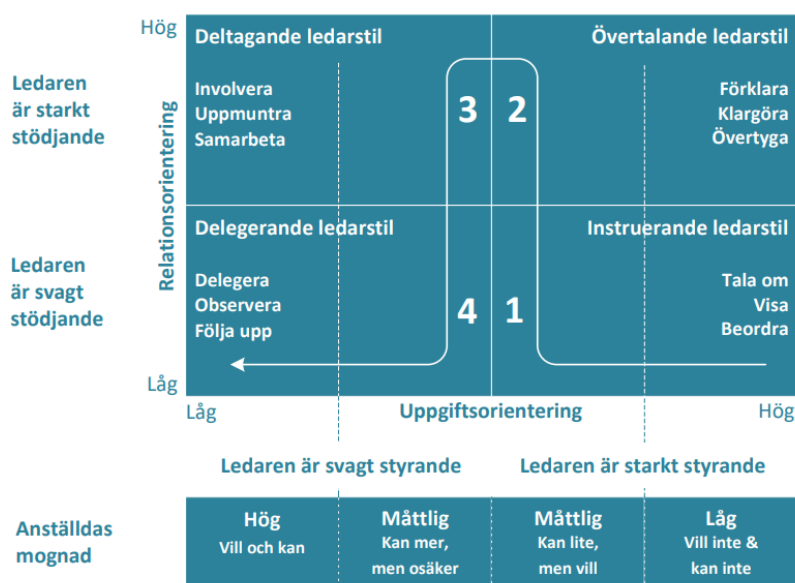 Hög
Deltagande ledarstil
Övertalande ledarstil
Ledaren
är starkt
stödjande
Involvera
Uppmuntra
Samarbeta
3
2
Förklara
Klargöra
Övertyga
Relationsorientering
Delegerande ledarstil
Instruerande ledarstil
Ledaren
är svagt
stödjande
Delegera
Observera
Följa upp
4
1
Tala om
Visa
Beordra
Låg
Låg
Uppgiftsorientering
Hög
Ledaren är svagt styrande
Ledaren är starkt styrande
Anställdas
mognad
Hög
Vill och kan
Måttlig
Kan mer,
men osäker
Måttlig
Kan lite,
men vill
Låg
Vill inte &
kan inte